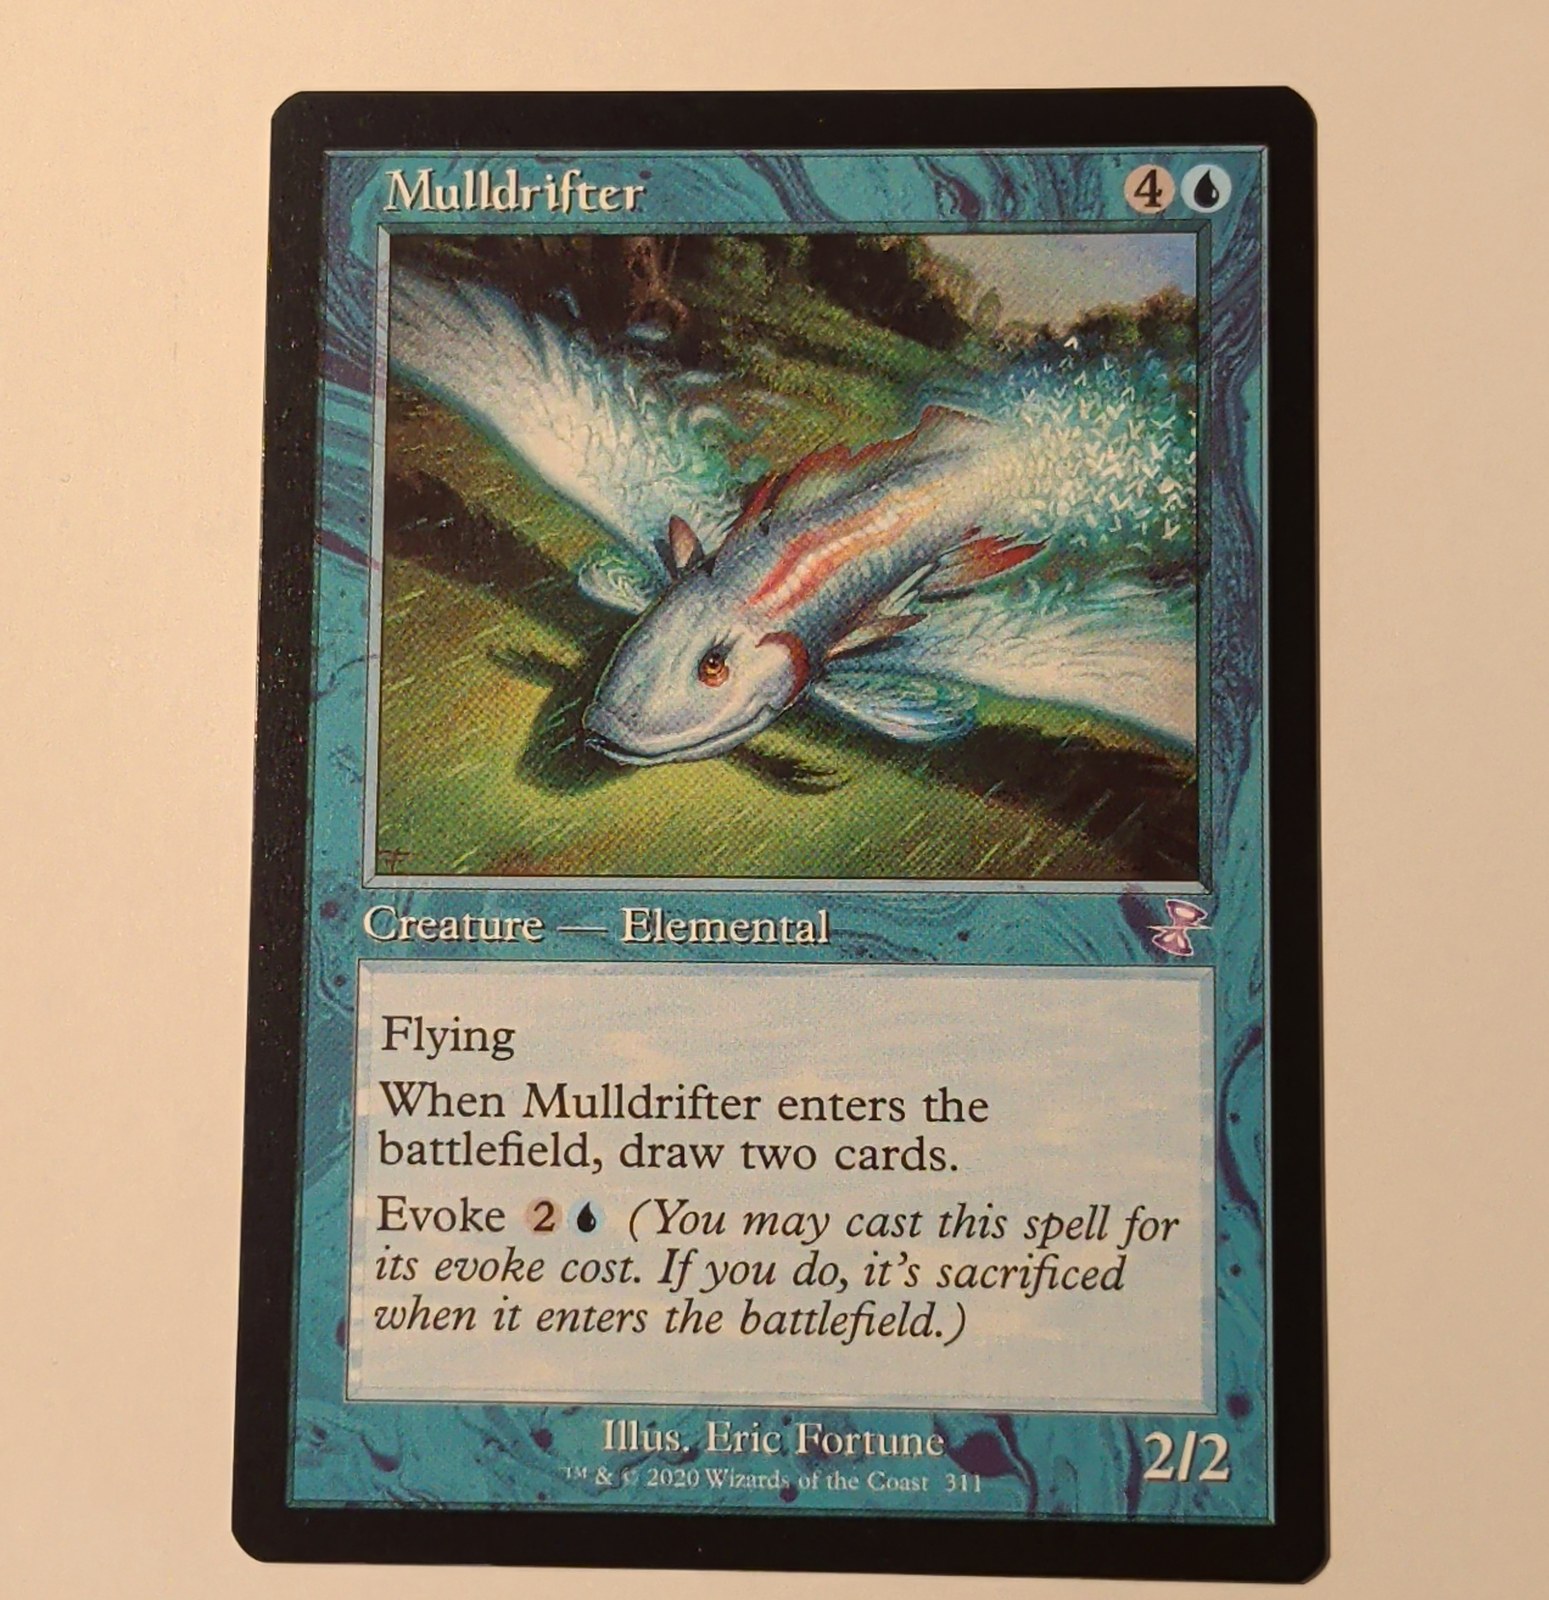 Mulldrifter 4
Creature — Elemental
Flying
When Mulldrifter enters the
battlefield, draw two cards.
Evoke 2 (You may cast this spell for
its evoke cost. If you do, it's sacrificed
when it enters the battlefield.)
Illus. Eric Fortune
2/2
™ & © 2020 Wizards of the Coast 311